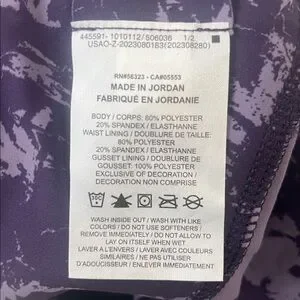 445591-1010112/506036 1/2
USAO-Z-2023080183(202308280)
RN#56323 - CA#05553
MADE IN JORDAN
FABRIQUÉ EN JORDANIE
BODY / CORPS: 80% POLYESTER
20% SPANDEX / ELASTHANNE
WAIST LINING / DOUBLURE DE TAILLE:
80% POLYESTER
20% SPANDEX / ELASTHANNE
GUSSET LINING / DOUBLURE DE
GOUSSET: 100% POLYESTER
EXCLUSIVE OF DECORATION /
DECORATION NON COMPRISE
WASH INSIDE OUT / WASH WITH LIKE
COLORS / DO NOT USE SOFTENERS /
REMOVE IMMEDIATELY / DO NOT ALLOW TO
LAY ON ITSELF WHEN WET
LAVER A L'ENVERS / LAVER AVEC COULEURS
SIMILAIRES / NE PAS UTILISER
D'ADOUCISSEUR / ENLEVER IMMEDIATEMENT /